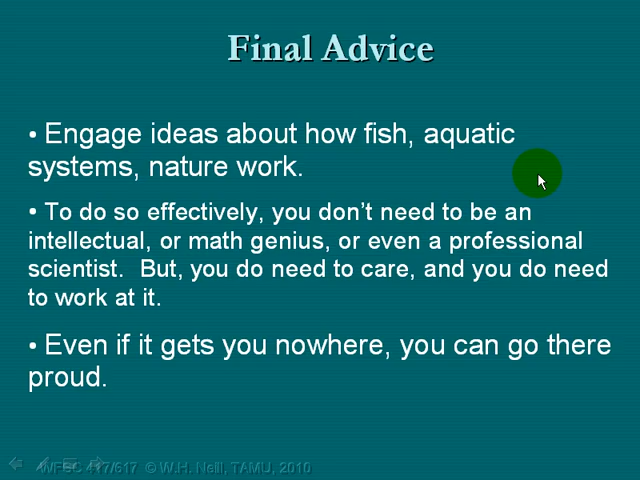 Final Advice
• Engage ideas about how fish, aquatic
systems, nature work.
• To do so effectively, you don't need to be an
intellectual, or math genius, or even a professional
scientist.  But, you do need to care, and you do need
to work at it.
• Even if it gets you nowhere, you can go there
proud.
WFSC 417/617 © W.H. Neill, TAMU, 2010